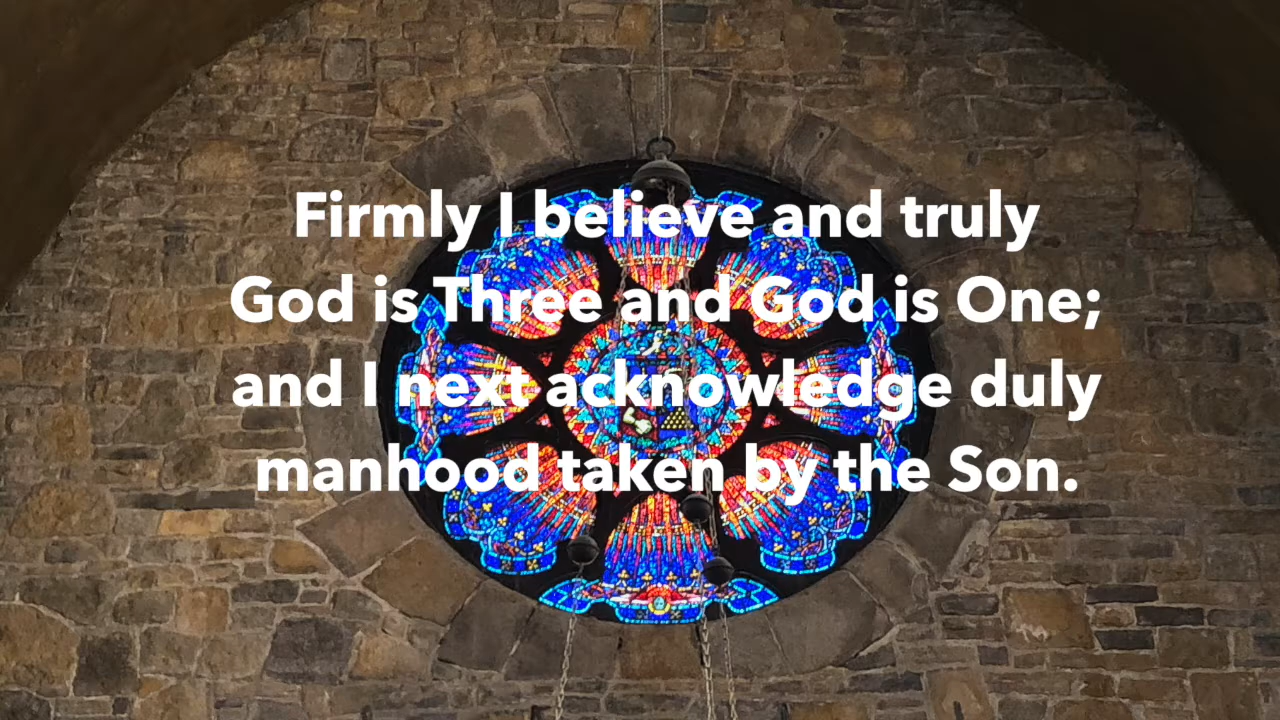 Firmly I believe and truly
God is Three and God is One;
and I next acknowledge duly
manhood taken by the Son.